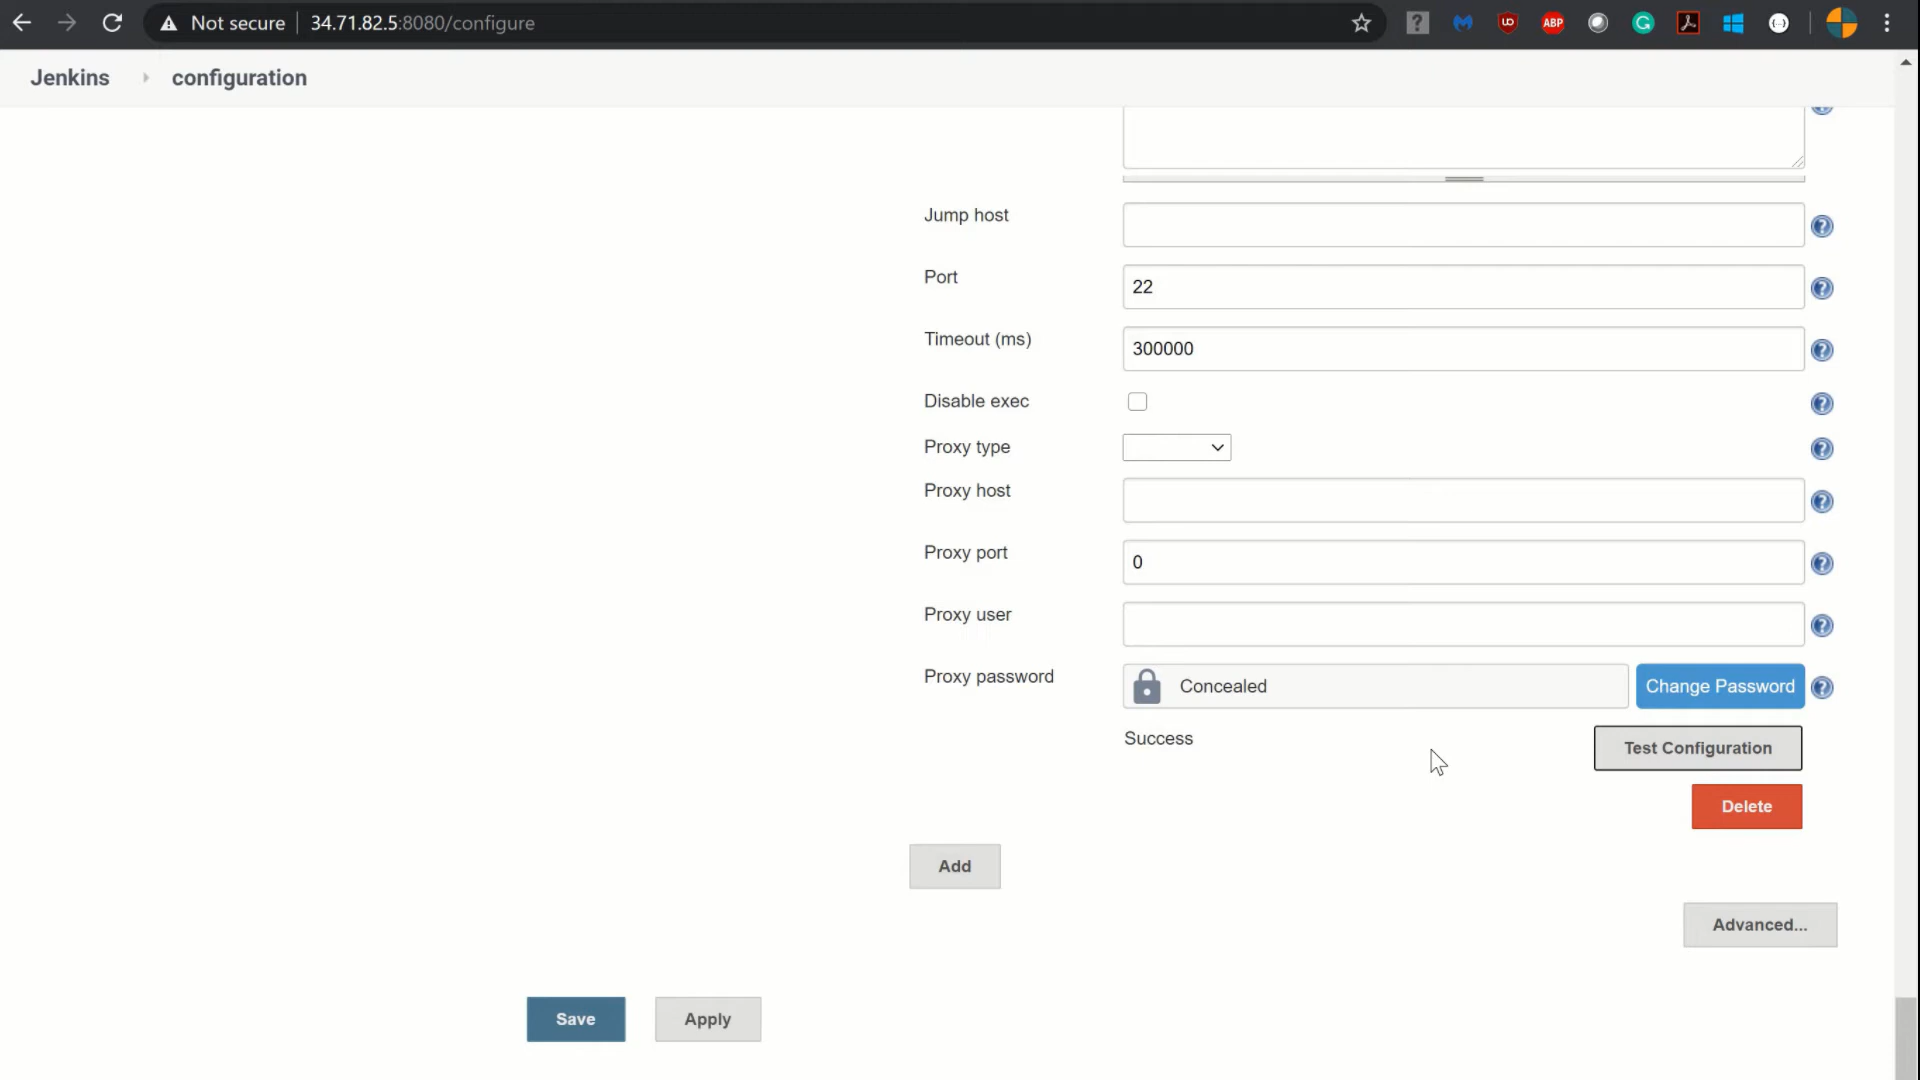 Not secure
34.71.82.5:8080/configure
ABP
Jenkins
configuration
Jump host
Port
22
Timeout (ms)
300000
Disable exec
Proxy type
Proxy host
Proxy port
0
Proxy user
Proxy password
Concealed
Change Password
Success
Test Configuration
Delete
Add
Advanced...
Save
Apply